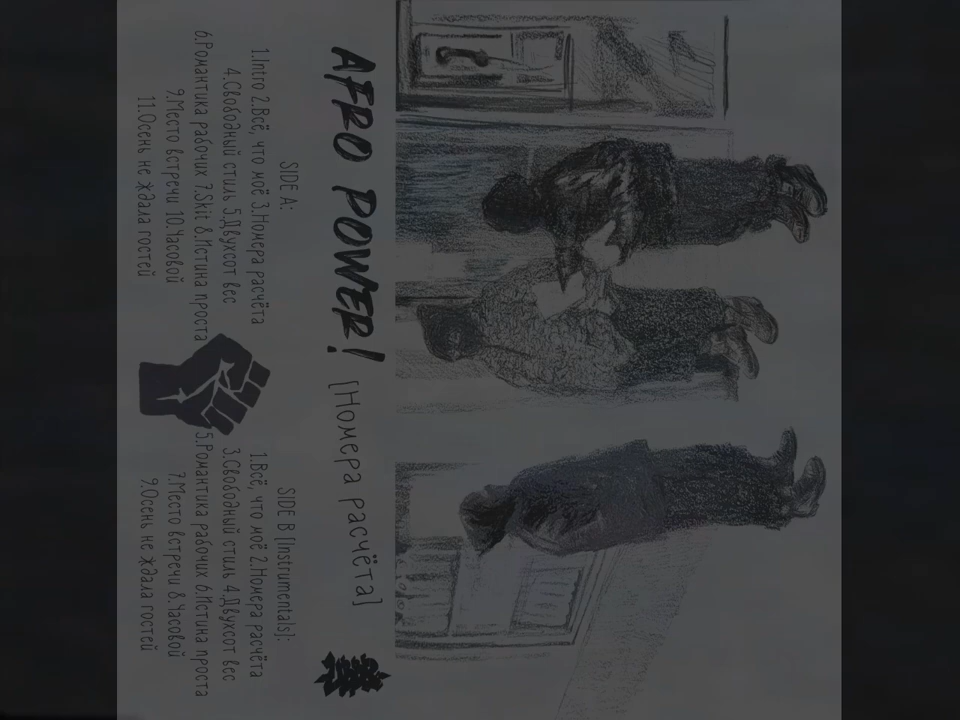 AFRO POWER! [Номера расчёта]
SIDE A:
1.Intro 2.Всё, что моё 3.Номера расчёта
4.Свободный стиль 5.Двухсот вес
6.Романтика рабочих 7.Skit 8.Истина проста
9.Место встречи 10.Часовой
11.Осень не ждала гостей
SIDE B [Instrumentals]:
1.Всё, что моё 2.Номера расчёта
3.Свободный стиль 4.Двухсот вес
5.Романтика рабочих 6.Истина проста
7.Место встречи 8.Часовой
9.Осень не ждала гостей